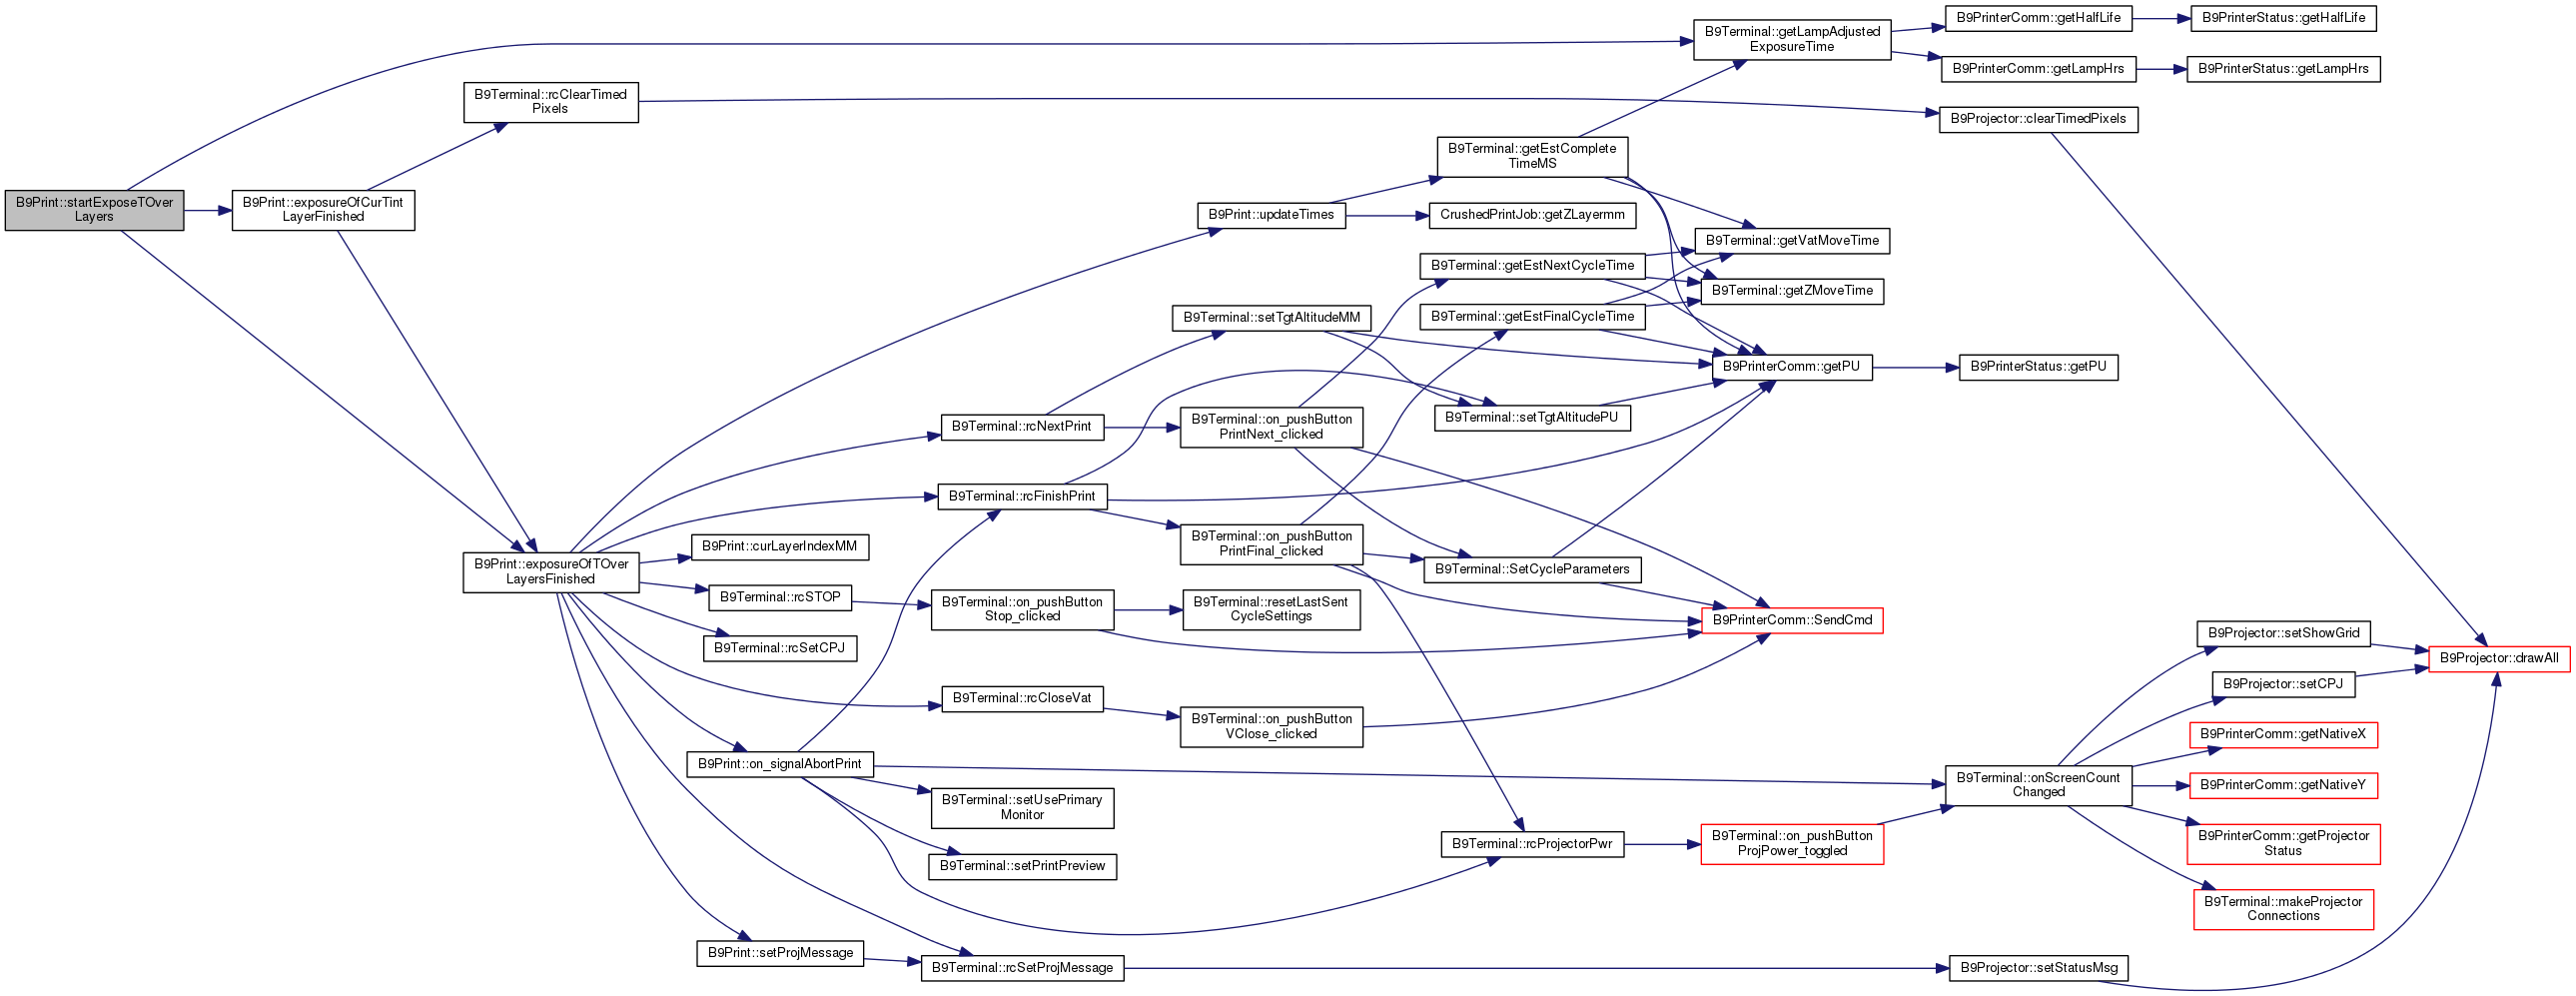 B9Print::startExposeTOver
Layers
B9Print::exposureOfCurTint
LayerFinished
B9Terminal::rcClearTimed
Pixels
B9Print::exposureOfTOver
LayersFinished
B9Print::curLayerIndexMM
B9Terminal::rcSTOP
B9Terminal::rcSetCPJ
B9Print::on_signalAbortPrint
B9Print::setProjMessage
B9Terminal::rcNextPrint
B9Terminal::rcFinishPrint
B9Terminal::on_pushButton
Stop_clicked
B9Terminal::rcCloseVat
B9Terminal::setUsePrimary
Monitor
B9Terminal::setPrintPreview
B9Terminal::rcSetProjMessage
B9Print::updateTimes
B9Terminal::setTgtAltitudeMM
B9Terminal::on_pushButton
PrintNext_clicked
B9Terminal::on_pushButton
PrintFinal_clicked
B9Terminal::resetLastSent
CycleSettings
B9Terminal::on_pushButton
VClose_clicked
B9Terminal::getEstComplete
TimeMS
CrushedPrintJob::getZLayermm
B9Terminal::getEstNextCycleTime
B9Terminal::getEstFinalCycleTime
B9Terminal::setTgtAltitudePU
B9Terminal::SetCycleParameters
B9Terminal::rcProjectorPwr
B9Terminal::getLampAdjusted
ExposureTime
B9Terminal::getVatMoveTime
B9Terminal::getZMoveTime
B9PrinterComm::getPU
B9PrinterComm::SendCmd
B9Terminal::on_pushButton
ProjPower_toggled
B9PrinterComm::getHalfLife
B9PrinterComm::getLampHrs
B9Projector::clearTimedPixels
B9PrinterStatus::getPU
B9Terminal::onScreenCount
Changed
B9Projector::setStatusMsg
B9PrinterStatus::getHalfLife
B9PrinterStatus::getLampHrs
B9Projector::setShowGrid
B9Projector::setCPJ
B9PrinterComm::getNativeX
B9PrinterComm::getNativeY
B9PrinterComm::getProjector
Status
B9Terminal::makeProjector
Connections
B9Projector::drawAll